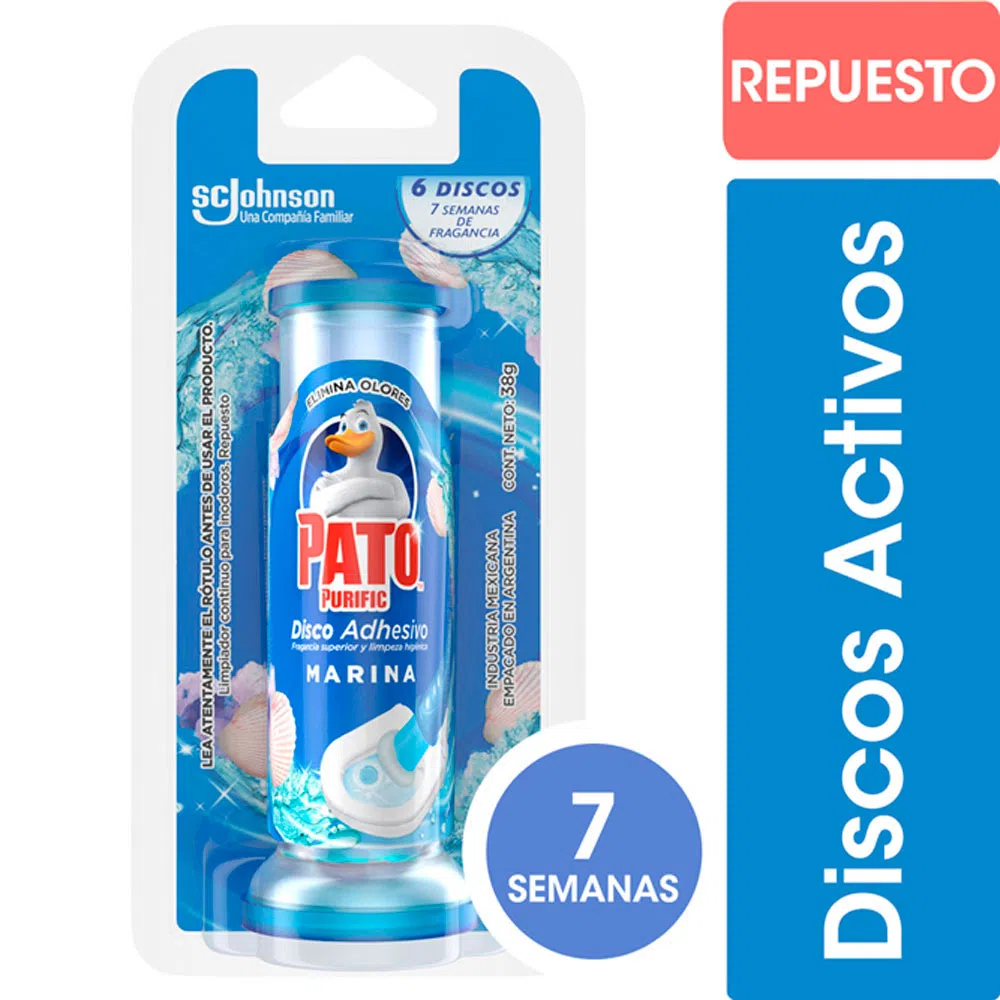 REPUESTO
Discos Activos
SCJohnson
Una Compañía Familiar
6 DISCOS
7 SEMANAS
DE
FRAGANCIA
LEA ATENTAMENTE EL RÓTULO ANTES DE USAR EL PRODUCTO.
Limpiador continuo para inodoros. Repuesto
CONT. NETO: 38g
INDUSTRIA MEXICANA
EMPACADO EN ARGENTINA
ELIMINA OLORES
PATO
TM
PURIFIC
Disco Adhesivo
Fragancia superior y limpeza higiénica
MARINA
7
SEMANAS